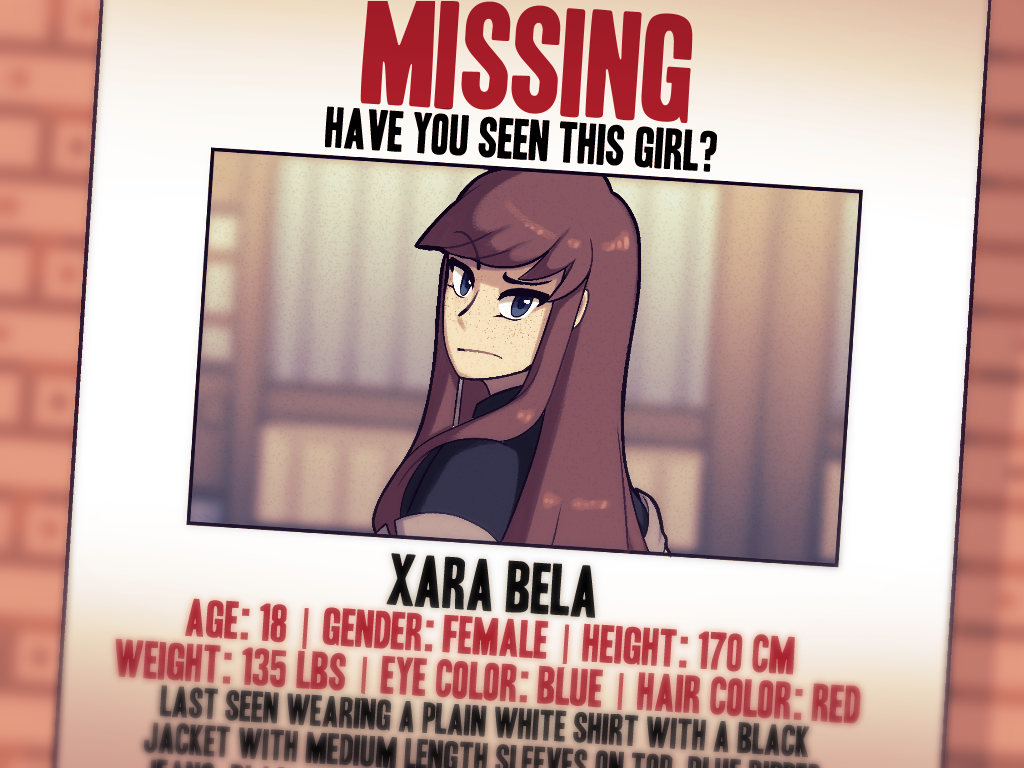 MISSING
HAVE YOU SEEN THIS GIRL?
XARA BELA
AGE: 18 | GENDER: FEMALE | HEIGHT: 170 CM
WEIGHT: 135 LBS | EYE COLOR: BLUE | HAIR COLOR: RED
LAST SEEN WEARING A PLAIN WHITE SHIRT WITH A BLACK
JACKET WITH MEDIUM LENGTH SLEEVES ON TOP, BLUE RIPPED